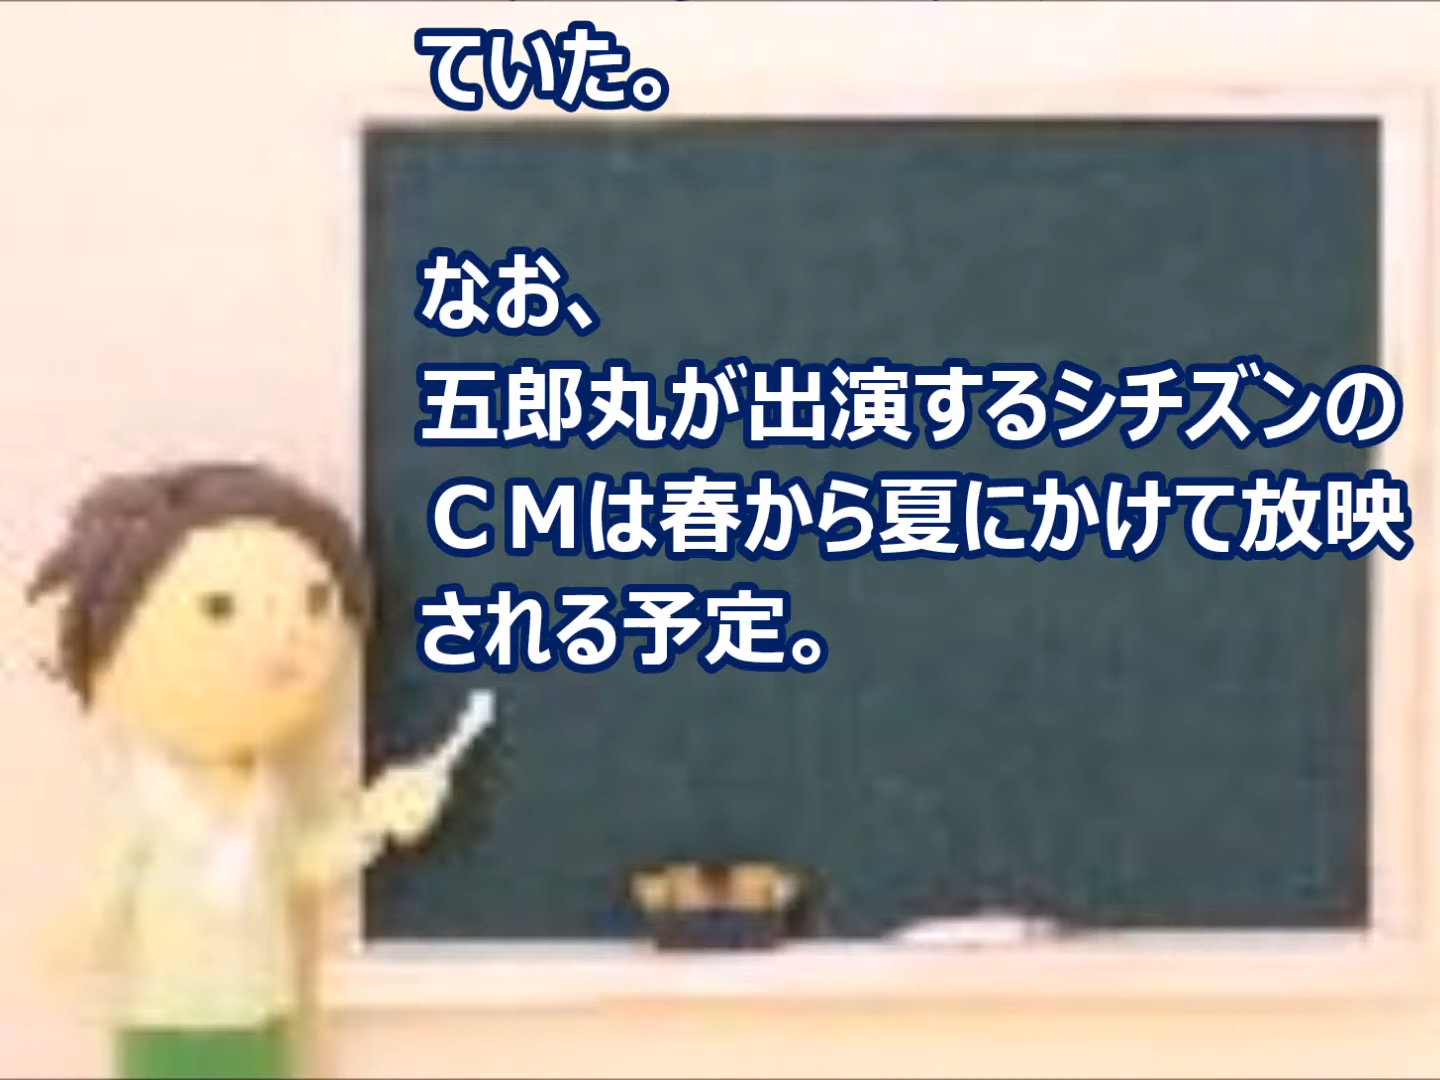 ていた。
なお、
五郎丸が出演するシチズンの
ＣＭは春から夏にかけて放映
される予定。